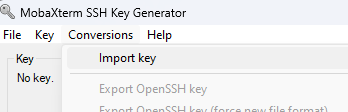 MobaXterm SSH Key Generator
File Key Conversions Help
Key
Import key
No key.
Export OpenSSH key
Export OpenSSH key (force new file format)